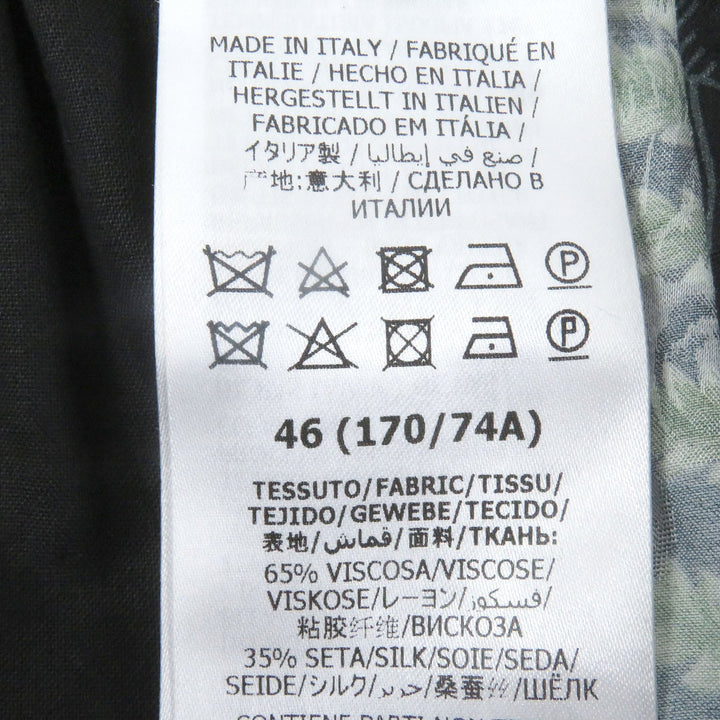 MADE IN ITALY / FABRIQUÉ EN
ITALIE / HECHO EN ITALIA /
HERGESTELLT IN ITALIEN /
FABRICADO EM ITÁLIA /
イタリア製 / صنع في إيطاليا /
产地:意大利 / СДЕЛАНО В
ИТАЛИИ
P
P
46 (170/74A)
TESSUTO/FABRIC/TISSU/
TEJIDO/GEWEBE/TECIDO/
表地/قماش/面料/ТКАНЬ:
65% VISCOSA/VISCOSE/
VISKOSE/レーヨン/فسكوز/
粘胶纤维/ВИСКОЗА
35% SETA/SILK/SOIE/SEDA/
SEIDE/シルク/حرير/桑蚕丝/ШЁЛК